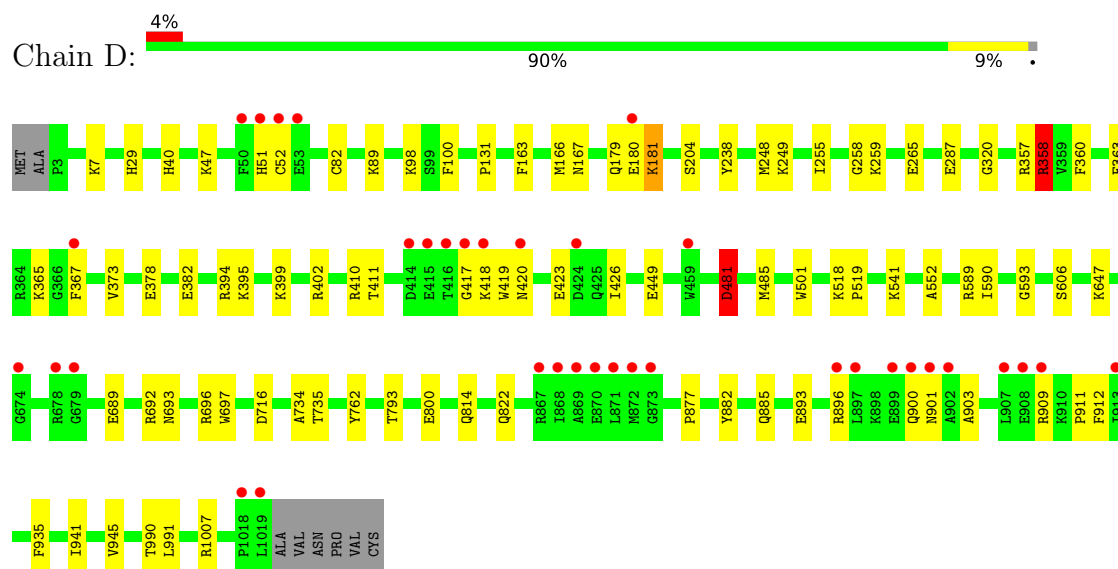 4%
Chain D:
90% 9% •
MET ALA P3 K7 H29 H40 K47 F50 H51 C52 E53 C82 K89 K98 S99 F100 P131 F163 M166 N167 Q179 E180 K181 S204 Y238 M248 K249 I255 G258 K259 E265 E287 G320 R357 R358 V359 F360
R364 K365 G366 F367 V373 E378 E382 R394 K395 K399 R402 R410 T411 D414 E415 T416 G417 K418 W419 N420 E423 D424 Q425 I426 E449 W459 D481 M485 W501 K518 P519 K541 A552 R589 I590 G593 S606 K647
G674 R678 G679 E689 R692 N693 R696 W697 D716 A734 T735 Y762 T793 E800 Q814 Q822 R867 I868 A869 E870 L871 M872 G873 P877 Y882 Q885 E893 R896 L897 K898 E899 Q900 N901 A902 A903 L907 E908 R909 K910 P911 F912
F935 I941 V945 T990 L991 R1007 P1018 L1019 ALA VAL ASN PRO VAL CYS